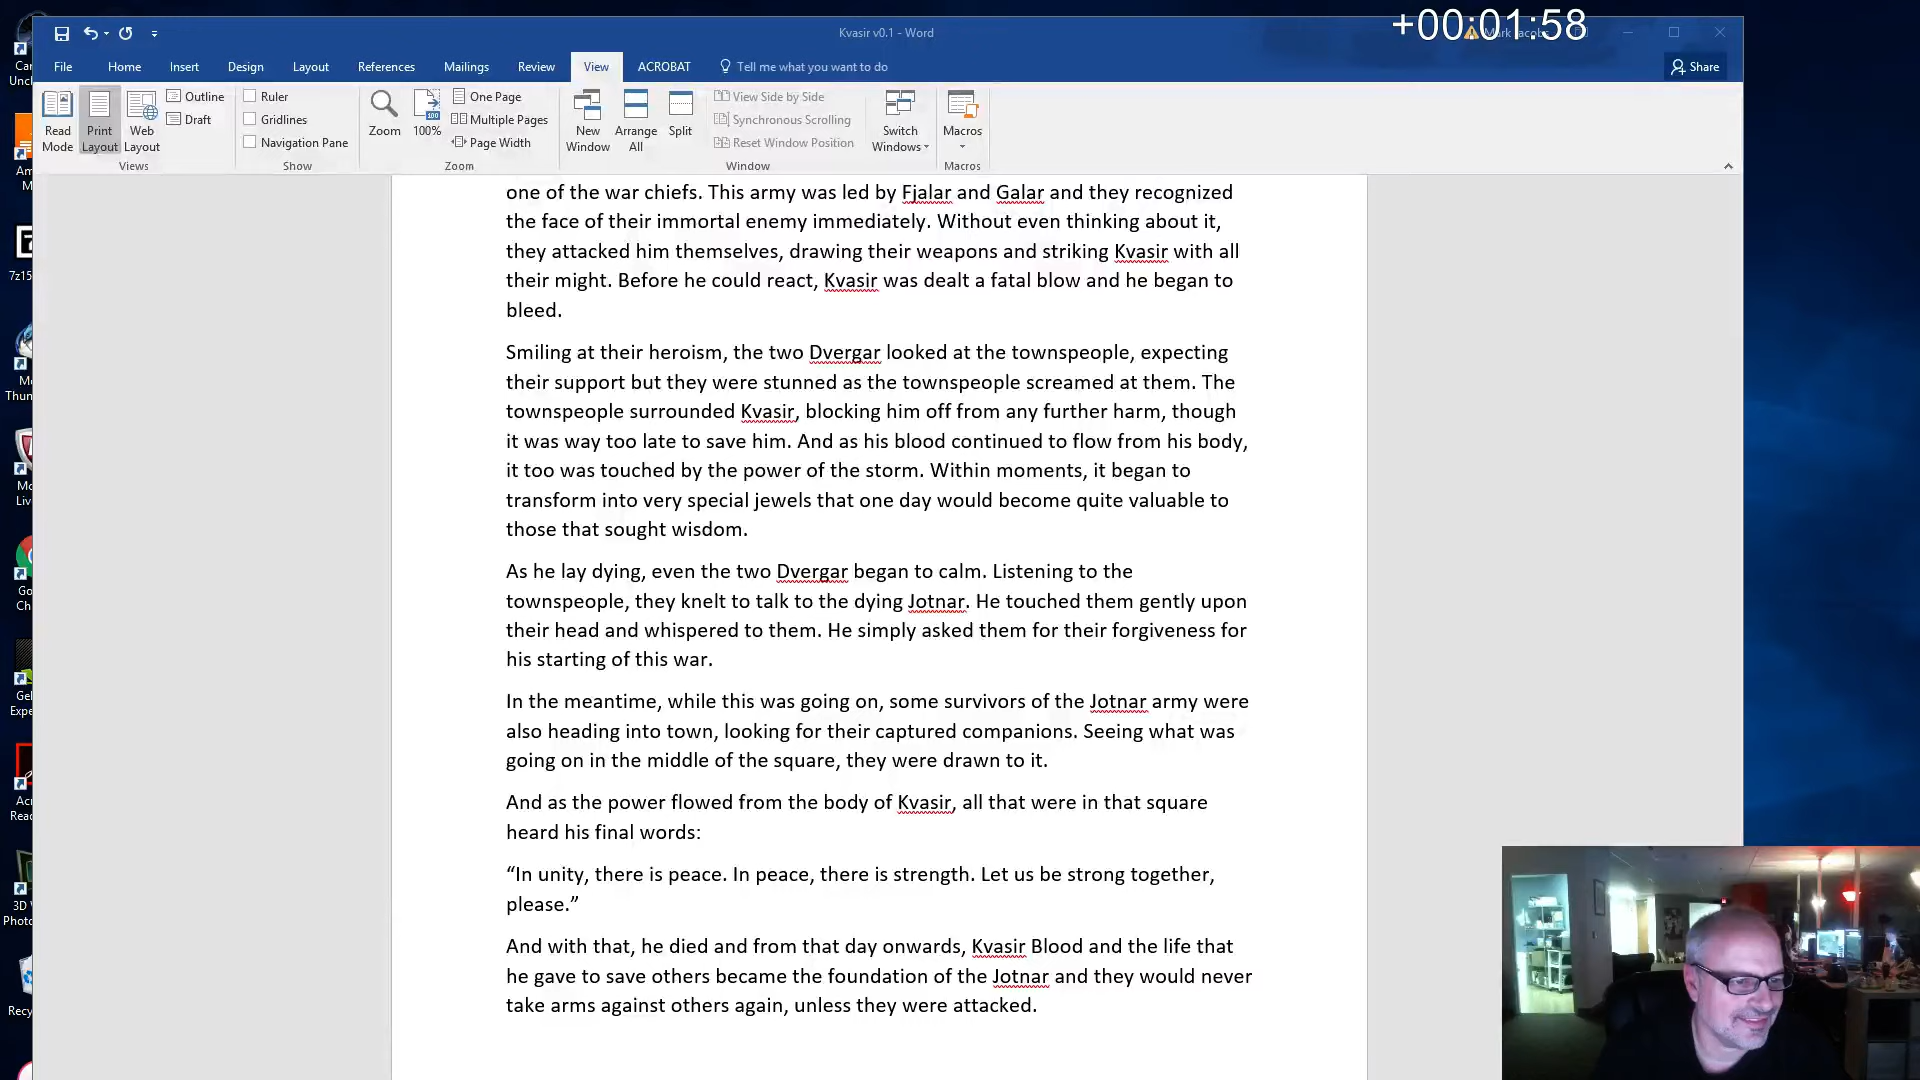 +00:01:58
Kvasir v0.1 - Word
File Home Insert Design Layout References Mailings Review View ACROBAT Tell me what you want to do Share
Read Mode
Print Layout
Web Layout
Outline
Draft
Views
Ruler
Gridlines
Navigation Pane
Show
Zoom
100%
One Page
Multiple Pages
Page Width
Zoom
New Window
Arrange All
Split
View Side by Side
Synchronous Scrolling
Reset Window Position
Window
Switch Windows
Macros
Macros
one of the war chiefs. This army was led by Fjalar and Galar and they recognized
the face of their immortal enemy immediately. Without even thinking about it,
they attacked him themselves, drawing their weapons and striking Kvasir with all
their might. Before he could react, Kvasir was dealt a fatal blow and he began to
bleed.
Smiling at their heroism, the two Dvergar looked at the townspeople, expecting
their support but they were stunned as the townspeople screamed at them. The
townspeople surrounded Kvasir, blocking him off from any further harm, though
it was way too late to save him. And as his blood continued to flow from his body,
it too was touched by the power of the storm. Within moments, it began to
transform into very special jewels that one day would become quite valuable to
those that sought wisdom.
As he lay dying, even the two Dvergar began to calm. Listening to the
townspeople, they knelt to talk to the dying Jotnar. He touched them gently upon
their head and whispered to them. He simply asked them for their forgiveness for
his starting of this war.
In the meantime, while this was going on, some survivors of the Jotnar army were
also heading into town, looking for their captured companions. Seeing what was
going on in the middle of the square, they were drawn to it.
And as the power flowed from the body of Kvasir, all that were in that square
heard his final words:
“In unity, there is peace. In peace, there is strength. Let us be strong together,
please.”
And with that, he died and from that day onwards, Kvasir Blood and the life that
he gave to save others became the foundation of the Jotnar and they would never
take arms against others again, unless they were attacked.